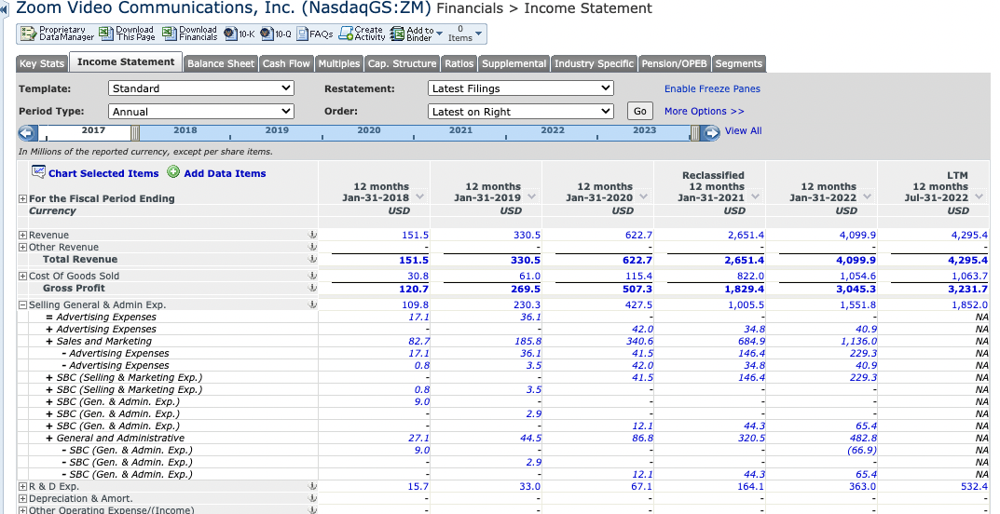 Zoom Video Communications, Inc. (NasdaqGS:ZM) Financials > Income Statement
Proprietary Data Manager Download This Page Download Financials 10-K 10-Q FAQs Create Activity Add to Binder 0 Items
Key Stats Income Statement Balance Sheet Cash Flow Multiples Cap. Structure Ratios Supplemental Industry Specific Pension/OPEB Segments
Template: Standard Restatement: Latest Filings Enable Freeze Panes
Period Type: Annual Order: Latest on Right Go More Options >>
2017 2018 2019 2020 2021 2022 2023 View All
In Millions of the reported currency, except per share items.
Chart Selected Items Add Data Items
For the Fiscal Period Ending 12 months Jan-31-2018 12 months Jan-31-2019 12 months Jan-31-2020 Reclassified 12 months Jan-31-2021 12 months Jan-31-2022 LTM 12 months Jul-31-2022
Currency USD USD USD USD USD USD
Revenue 151.5 330.5 622.7 2,651.4 4,099.9 4,295.4
Other Revenue - - - - - -
Total Revenue 151.5 330.5 622.7 2,651.4 4,099.9 4,295.4
Cost Of Goods Sold 30.8 61.0 115.4 822.0 1,054.6 1,063.7
Gross Profit 120.7 269.5 507.3 1,829.4 3,045.3 3,231.7
Selling General & Admin Exp. 109.8 230.3 427.5 1,005.5 1,551.8 1,852.0
= Advertising Expenses 17.1 36.1 - - - NA
+ Advertising Expenses - - 42.0 34.8 40.9 NA
+ Sales and Marketing 82.7 185.8 340.6 684.9 1,136.0 NA
- Advertising Expenses 17.1 36.1 41.5 146.4 229.3 NA
- Advertising Expenses 0.8 3.5 42.0 34.8 40.9 NA
+ SBC (Selling & Marketing Exp.) - - 41.5 146.4 229.3 NA
+ SBC (Selling & Marketing Exp.) 0.8 3.5 - - - NA
+ SBC (Gen. & Admin. Exp.) 9.0 - - - - NA
+ SBC (Gen. & Admin. Exp.) - 2.9 - - - NA
+ SBC (Gen. & Admin. Exp.) - - 12.1 44.3 65.4 NA
+ General and Administrative 27.1 44.5 86.8 320.5 482.8 NA
- SBC (Gen. & Admin. Exp.) 9.0 - - - (66.9) NA
- SBC (Gen. & Admin. Exp.) - 2.9 - - - NA
- SBC (Gen. & Admin. Exp.) - - 12.1 44.3 65.4 NA
R & D Exp. 15.7 33.0 67.1 164.1 363.0 532.4
Depreciation & Amort. - - - - - -
Other Operating Expense/(Income) - - - - - -